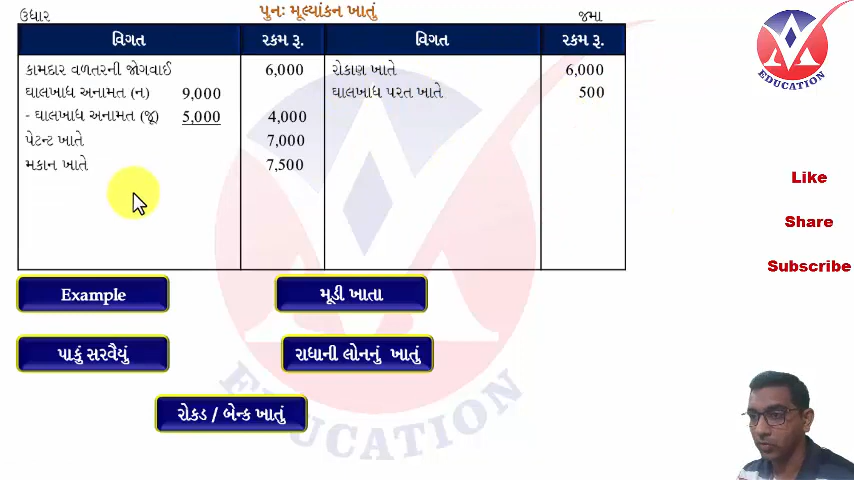 ઉધાર પુનઃ મૂલ્યાંકન ખાતું જમા
વિગત રકમ રૂ. વિગત રકમ રૂ.
કામદાર વળતરની જોગવાઈ 6,000 રોકાણ ખાતે 6,000
ઘાલખાધ અનામત (ન) 9,000 ઘાલખાધ પરત ખાતે 500
- ઘાલખાધ અનામત (જૂ) 5,000 4,000
પેટન્ટ ખાતે 7,000
મકાન ખાતે 7,500
EDUCATION
Like
Share
Subscribe
Example મૂડી ખાતા
પાકું સરવૈયું રાધાની લોનનું ખાતું
રોકડ / બેન્ક ખાતું
EDUCATION